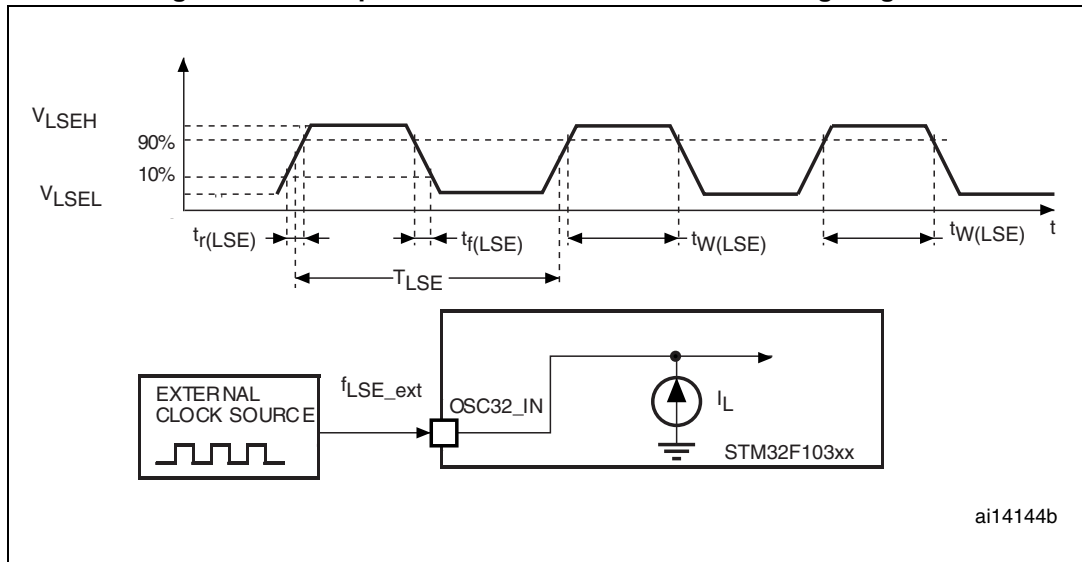 VLSEH
90%
10%
VLSEL
tr(LSE)
tf(LSE)
tW(LSE)
tW(LSE)
t
TLSE
EXTERNAL
CLOCK SOURCE
fLSE_ext
OSC32_IN
IL
STM32F103xx
ai14144b